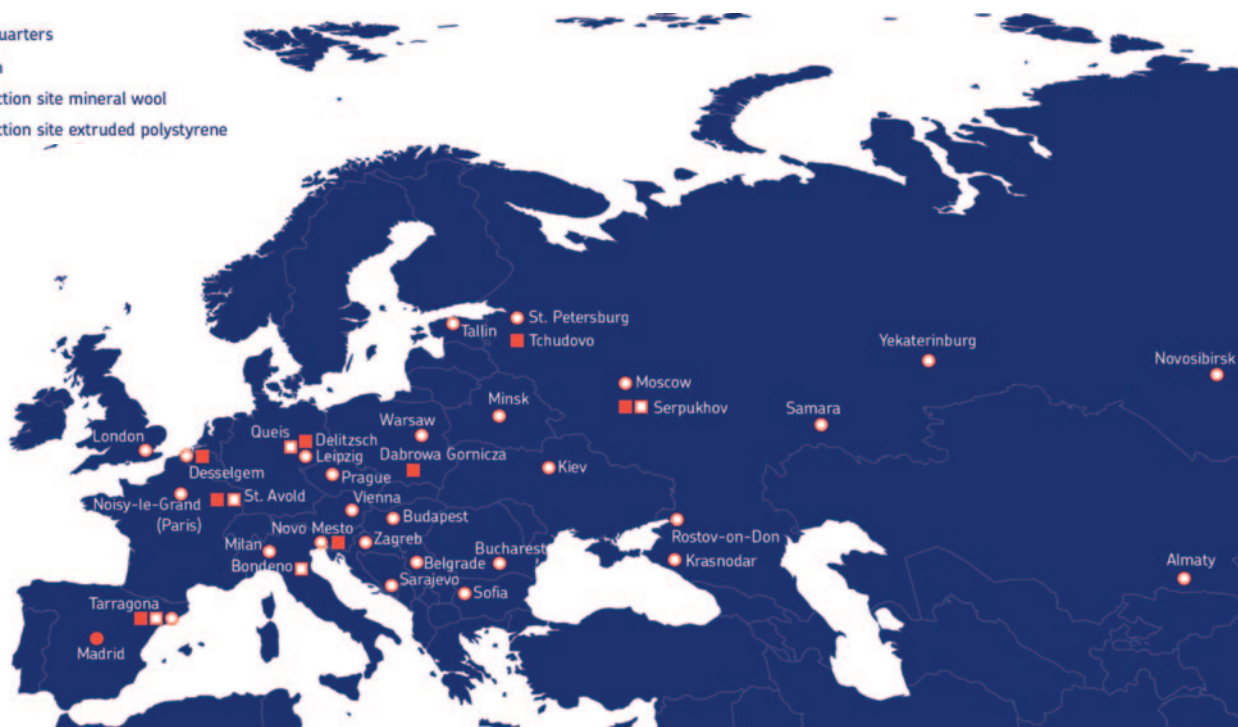 uarters
n
ction site mineral wool
ction site extruded polystyrene
St. Petersburg
Tallin
Tchudovo
Yekaterinburg
Novosibirsk
Moscow
Minsk
Serpukhov
Samara
Warsaw
London
Queis
Delitzsch
Leipzig
Dabrowa Gornicza
Kiev
Desselgem
Prague
Noisy-le-Grand
(Paris)
St. Avold
Vienna
Budapest
Novo Mesto
Rostov-on-Don
Milan
Zagreb
Bucharest
Bondeno
Belgrade
Krasnodar
Almaty
Sarajevo
Sofia
Tarragona
Madrid